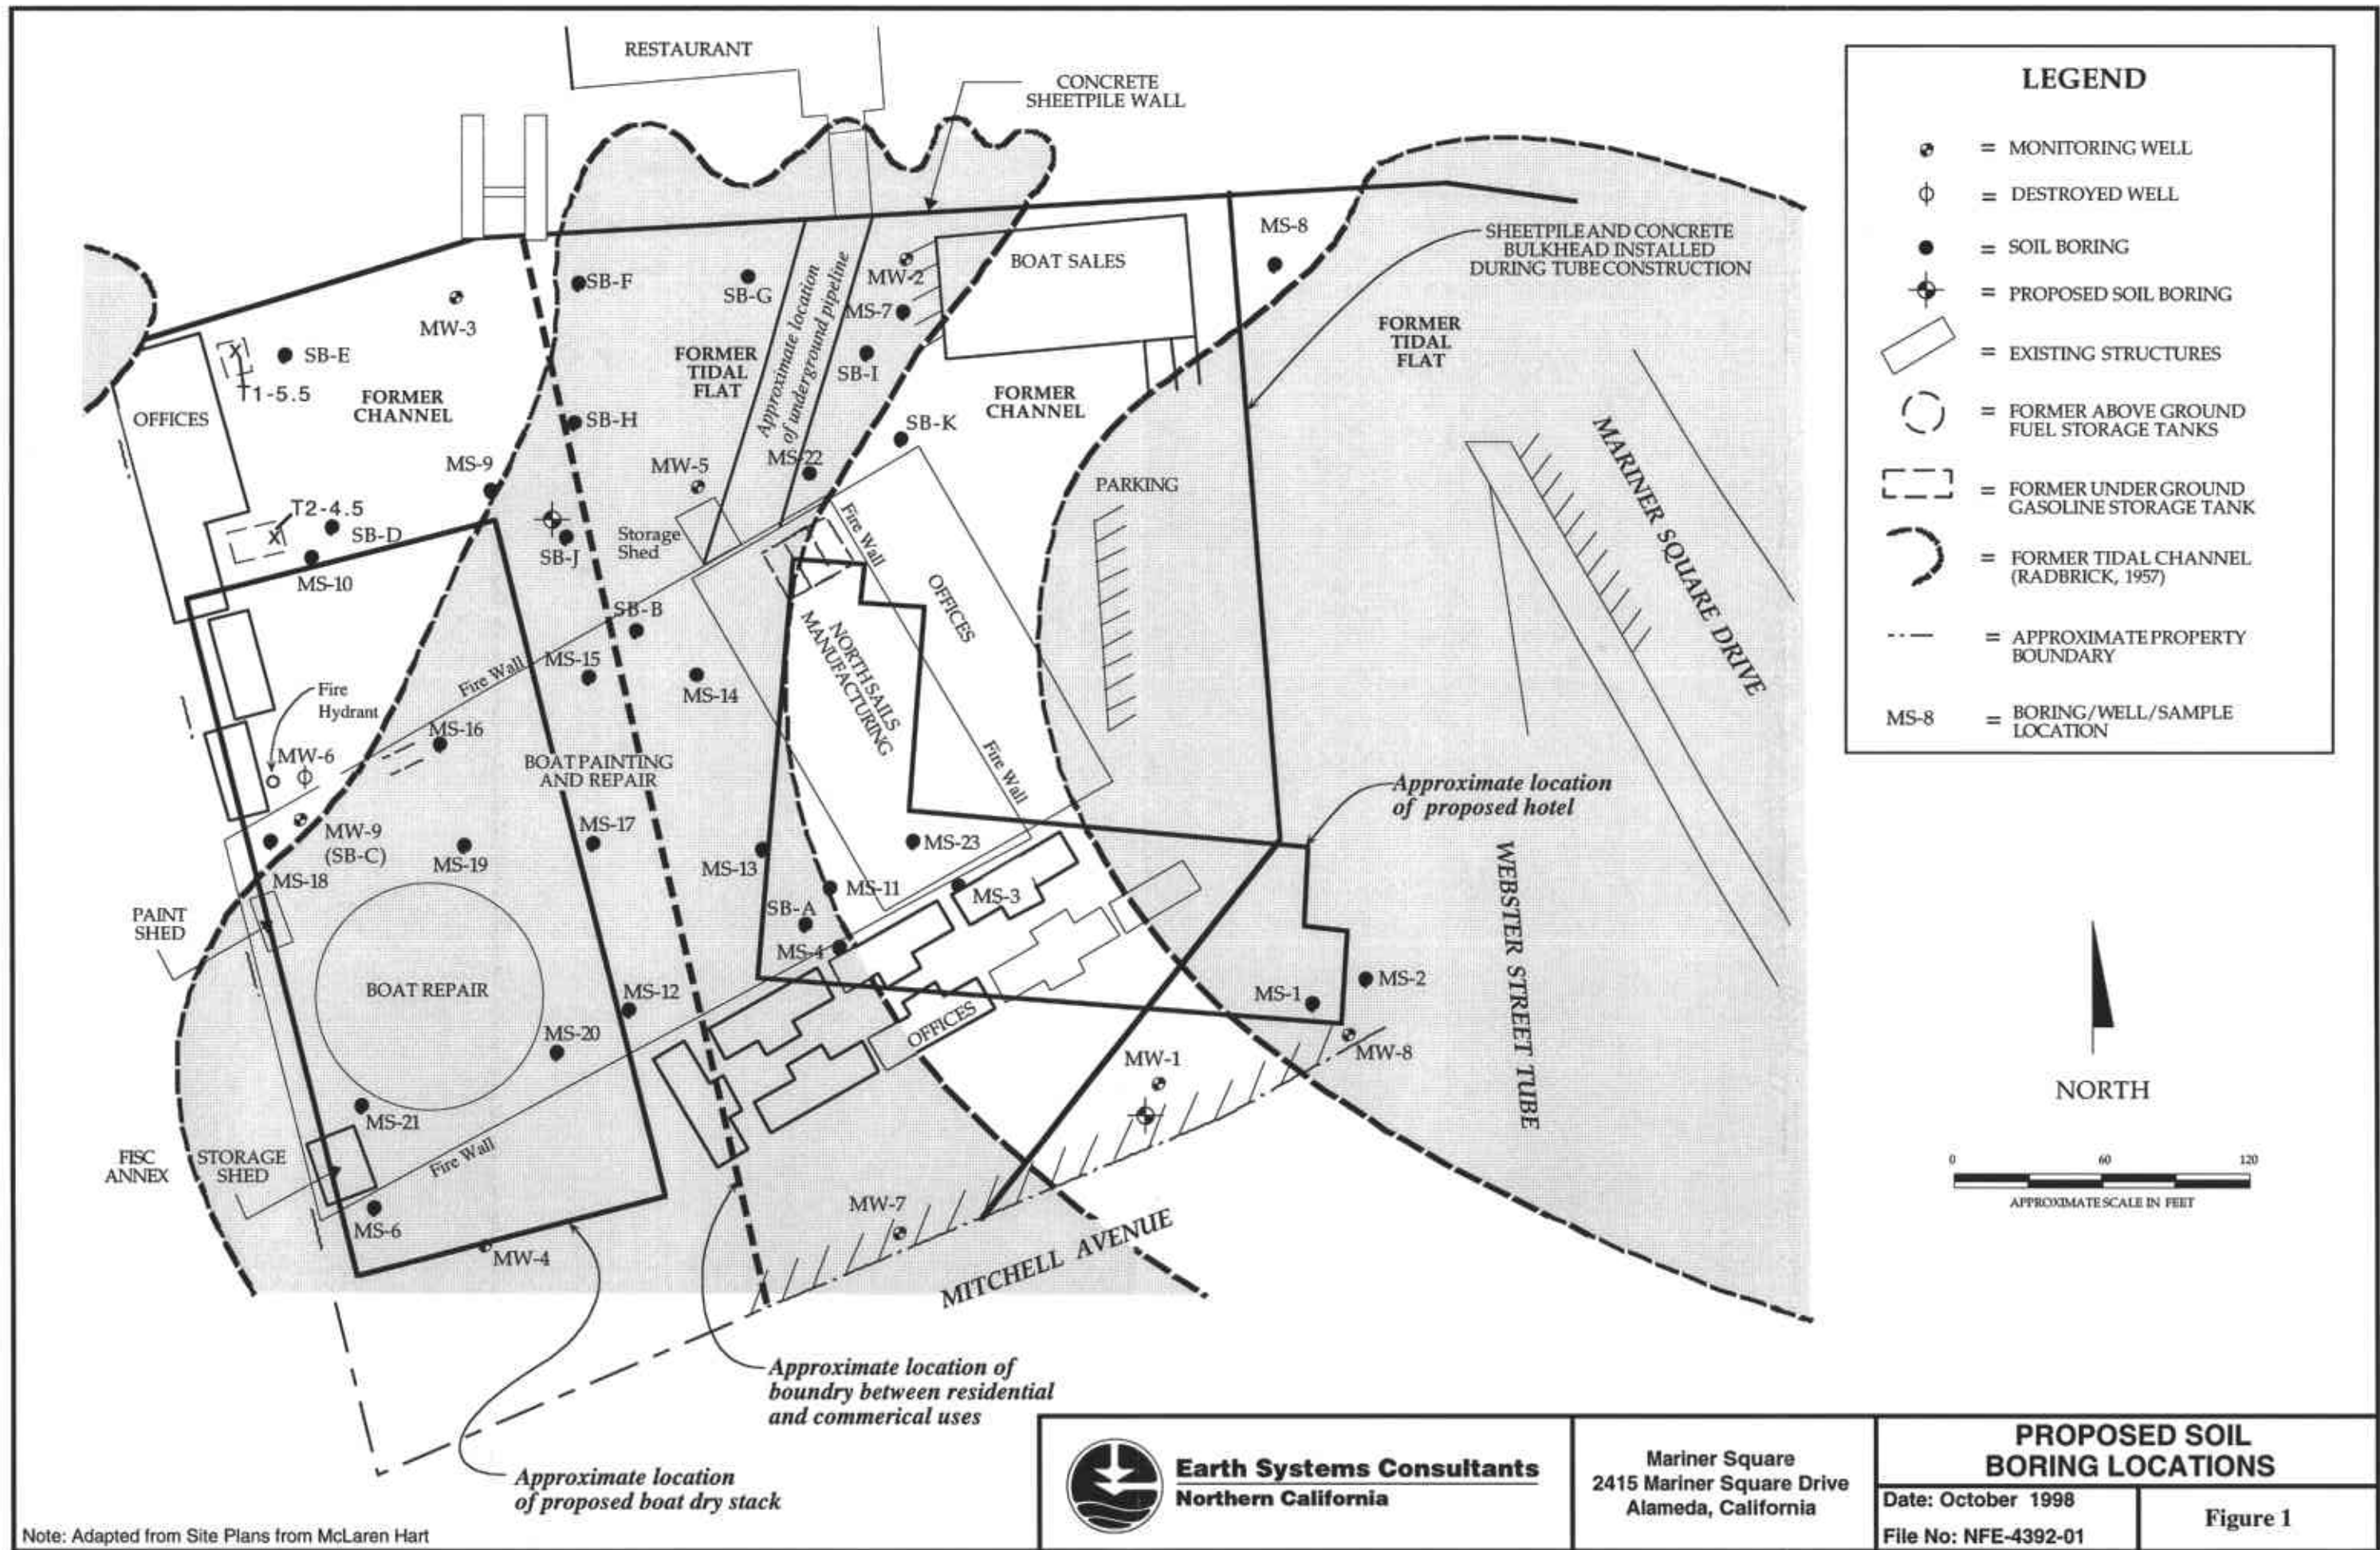 RESTAURANT
CONCRETE
SHEETPILE WALL
MS-8
SHEETPILE AND CONCRETE
BULKHEAD INSTALLED
DURING TUBE CONSTRUCTION
BOAT SALES
MW-2
SB-F
SB-G
MS-7
MW-3
SB-E
T1-5.5
FORMER
CHANNEL
OFFICES
FORMER
TIDAL
FLAT
Approximate location
of underground pipeline
SB-I
FORMER
CHANNEL
FORMER
TIDAL
FLAT
SB-H
SB-K
MS-9
MW-5
MS-22
PARKING
MARINER SQUARE DRIVE
T2-4.5
SB-D
MS-10
SB-J
Storage
Shed
Fire Wall
OFFICES
SB-B
NORTH SAILS
MANUFACTURING
MS-15
MS-14
Fire Wall
Fire
Hydrant
MS-16
MW-6
BOAT PAINTING
AND REPAIR
Fire Wall
Approximate location
of proposed hotel
MW-9
(SB-C)
MS-17
MS-19
MS-13
MS-23
MS-18
MS-11
MS-3
PAINT
SHED
SB-A
MS-4
WEBSTER STREET TUBE
BOAT REPAIR
MS-12
MS-1
MS-2
MS-20
OFFICES
MW-1
MW-8
MS-21
Fire Wall
FISC
ANNEX
STORAGE
SHED
MS-6
MW-4
MW-7
MITCHELL AVENUE
Approximate location of
boundry between residential
and commerical uses
Approximate location
of proposed boat dry stack
LEGEND
= MONITORING WELL
= DESTROYED WELL
= SOIL BORING
= PROPOSED SOIL BORING
= EXISTING STRUCTURES
= FORMER ABOVE GROUND
FUEL STORAGE TANKS
= FORMER UNDERGROUND
GASOLINE STORAGE TANK
= FORMER TIDAL CHANNEL
(RADBRICK, 1957)
= APPROXIMATE PROPERTY
BOUNDARY
MS-8 = BORING/WELL/SAMPLE
LOCATION
NORTH
0 60 120
APPROXIMATE SCALE IN FEET
Note: Adapted from Site Plans from McLaren Hart
Earth Systems Consultants
Northern California
Mariner Square
2415 Mariner Square Drive
Alameda, California
PROPOSED SOIL
BORING LOCATIONS
Date: October 1998
File No: NFE-4392-01
Figure 1